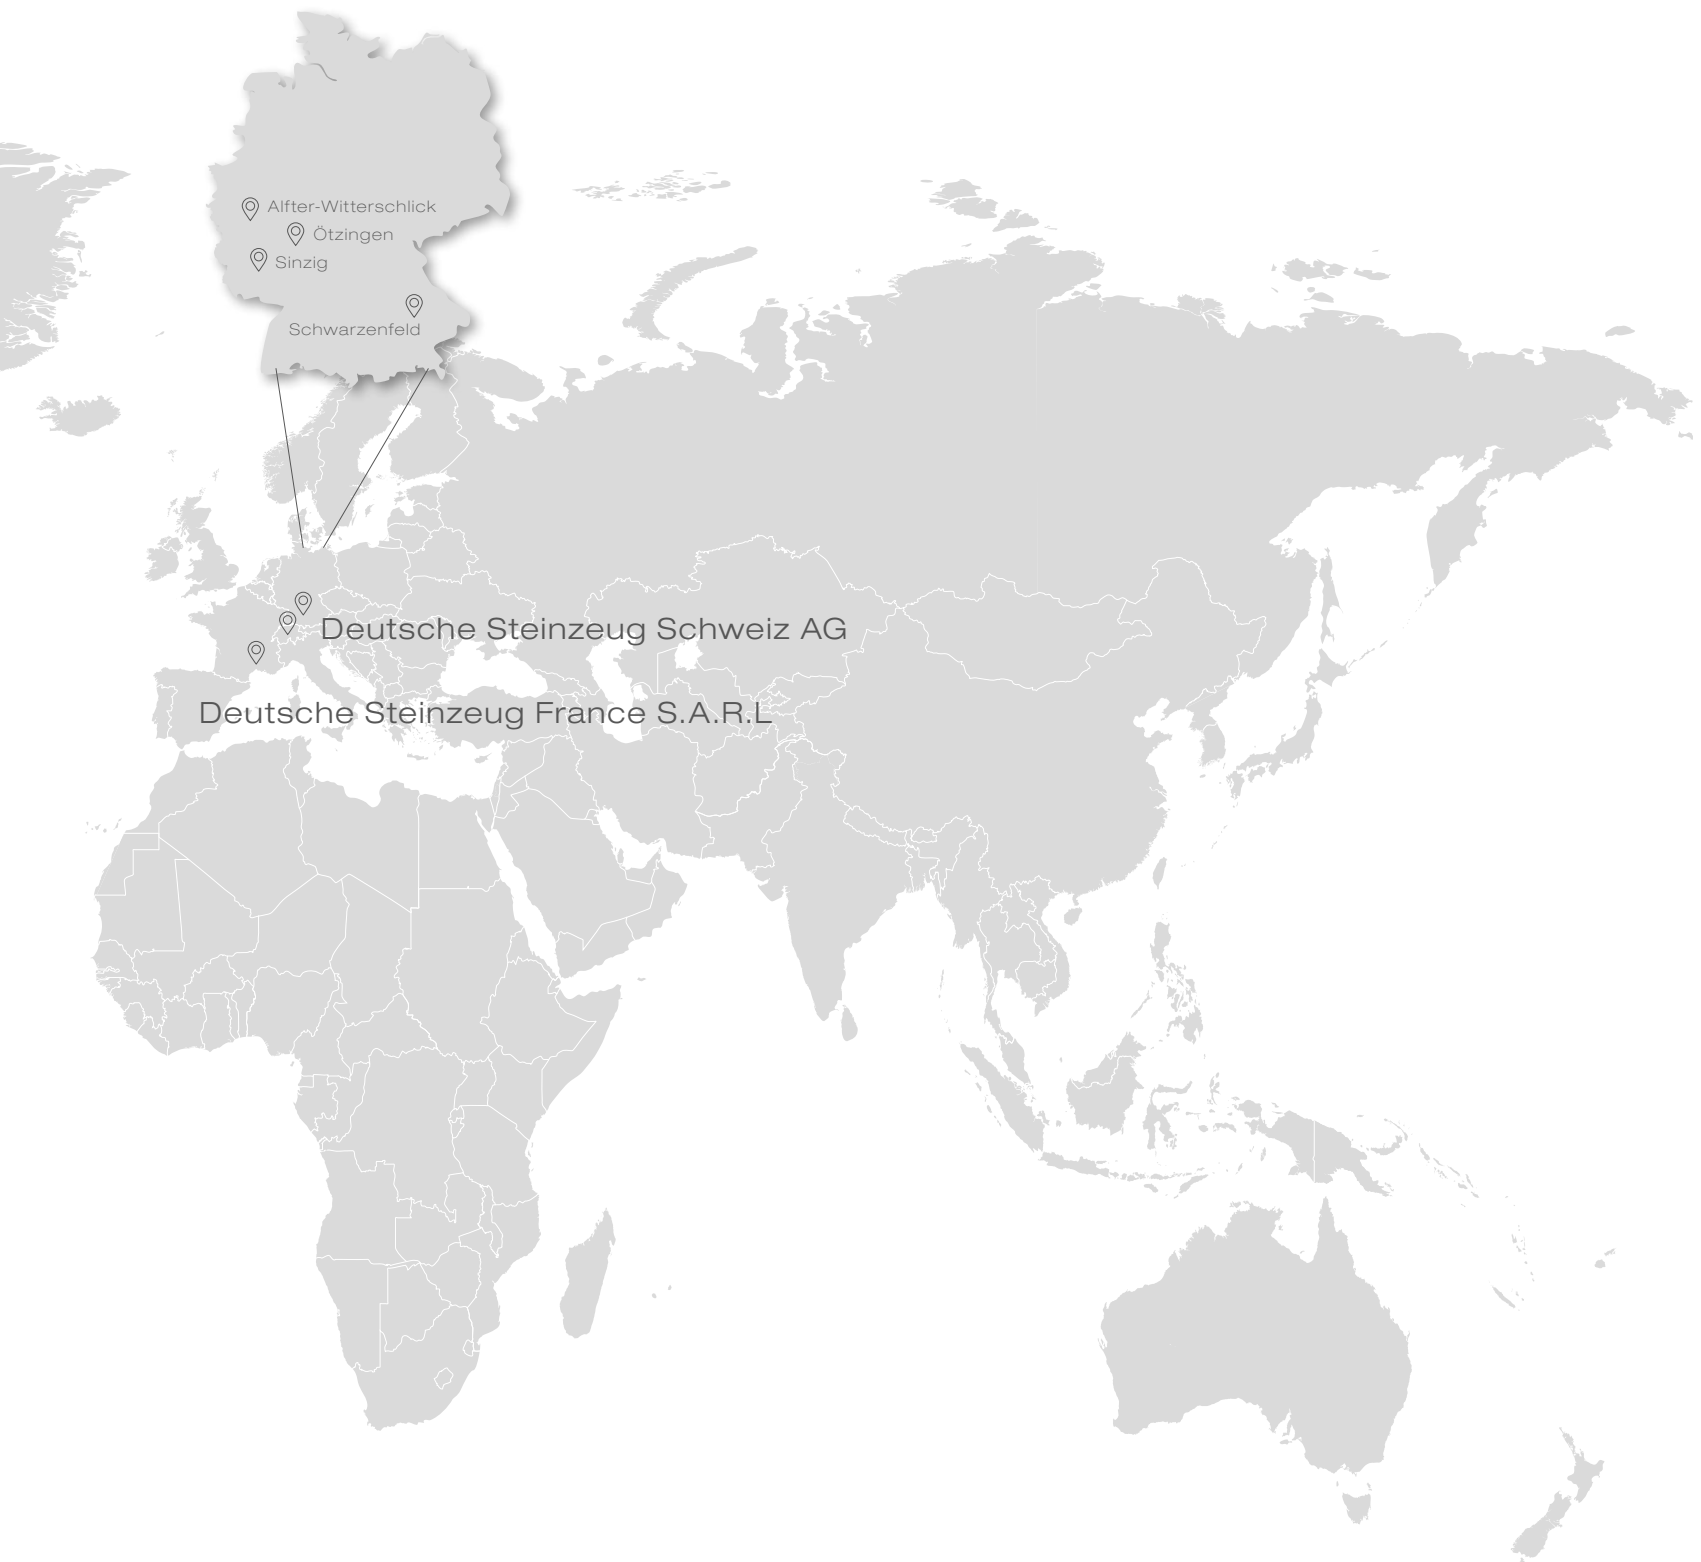 Alfter-Witterschlick
Ötzingen
Sinzig
Schwarzenfeld
Deutsche Steinzeug Schweiz AG
Deutsche Steinzeug France S.A.R.L